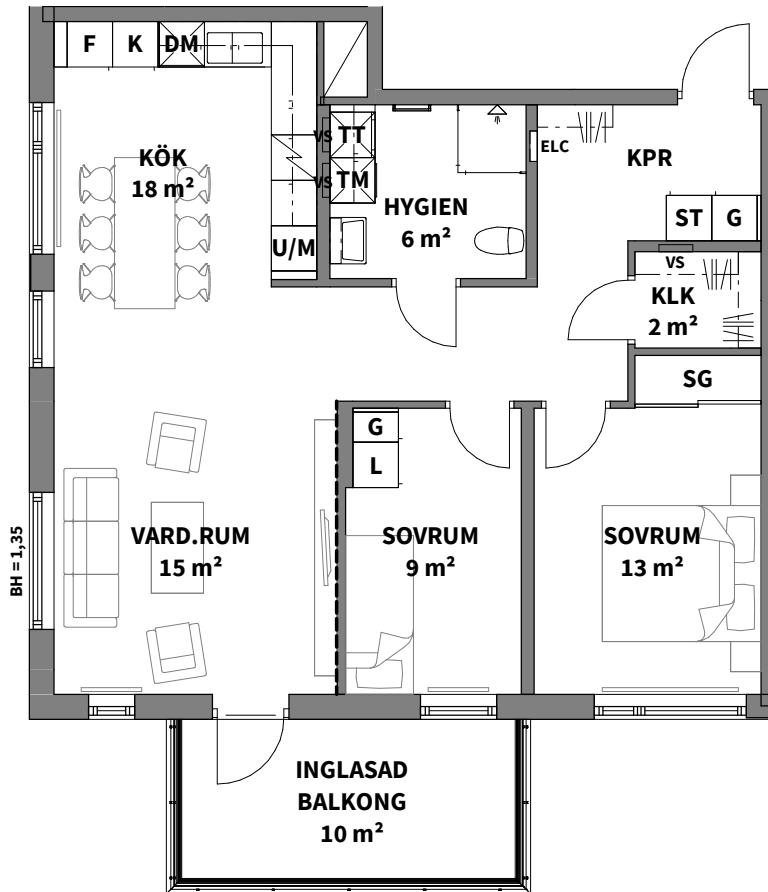 F K DM
VS TT
ELC
KÖK
18 m²
KPR
VS TM
HYGIEN
6 m²
ST G
U/M
VS
KLK
2 m²
SG
G
L
BH = 1,35
VARD.RUM
15 m²
SOVRUM
9 m²
SOVRUM
13 m²
INGLASAD
BALKONG
10 m²